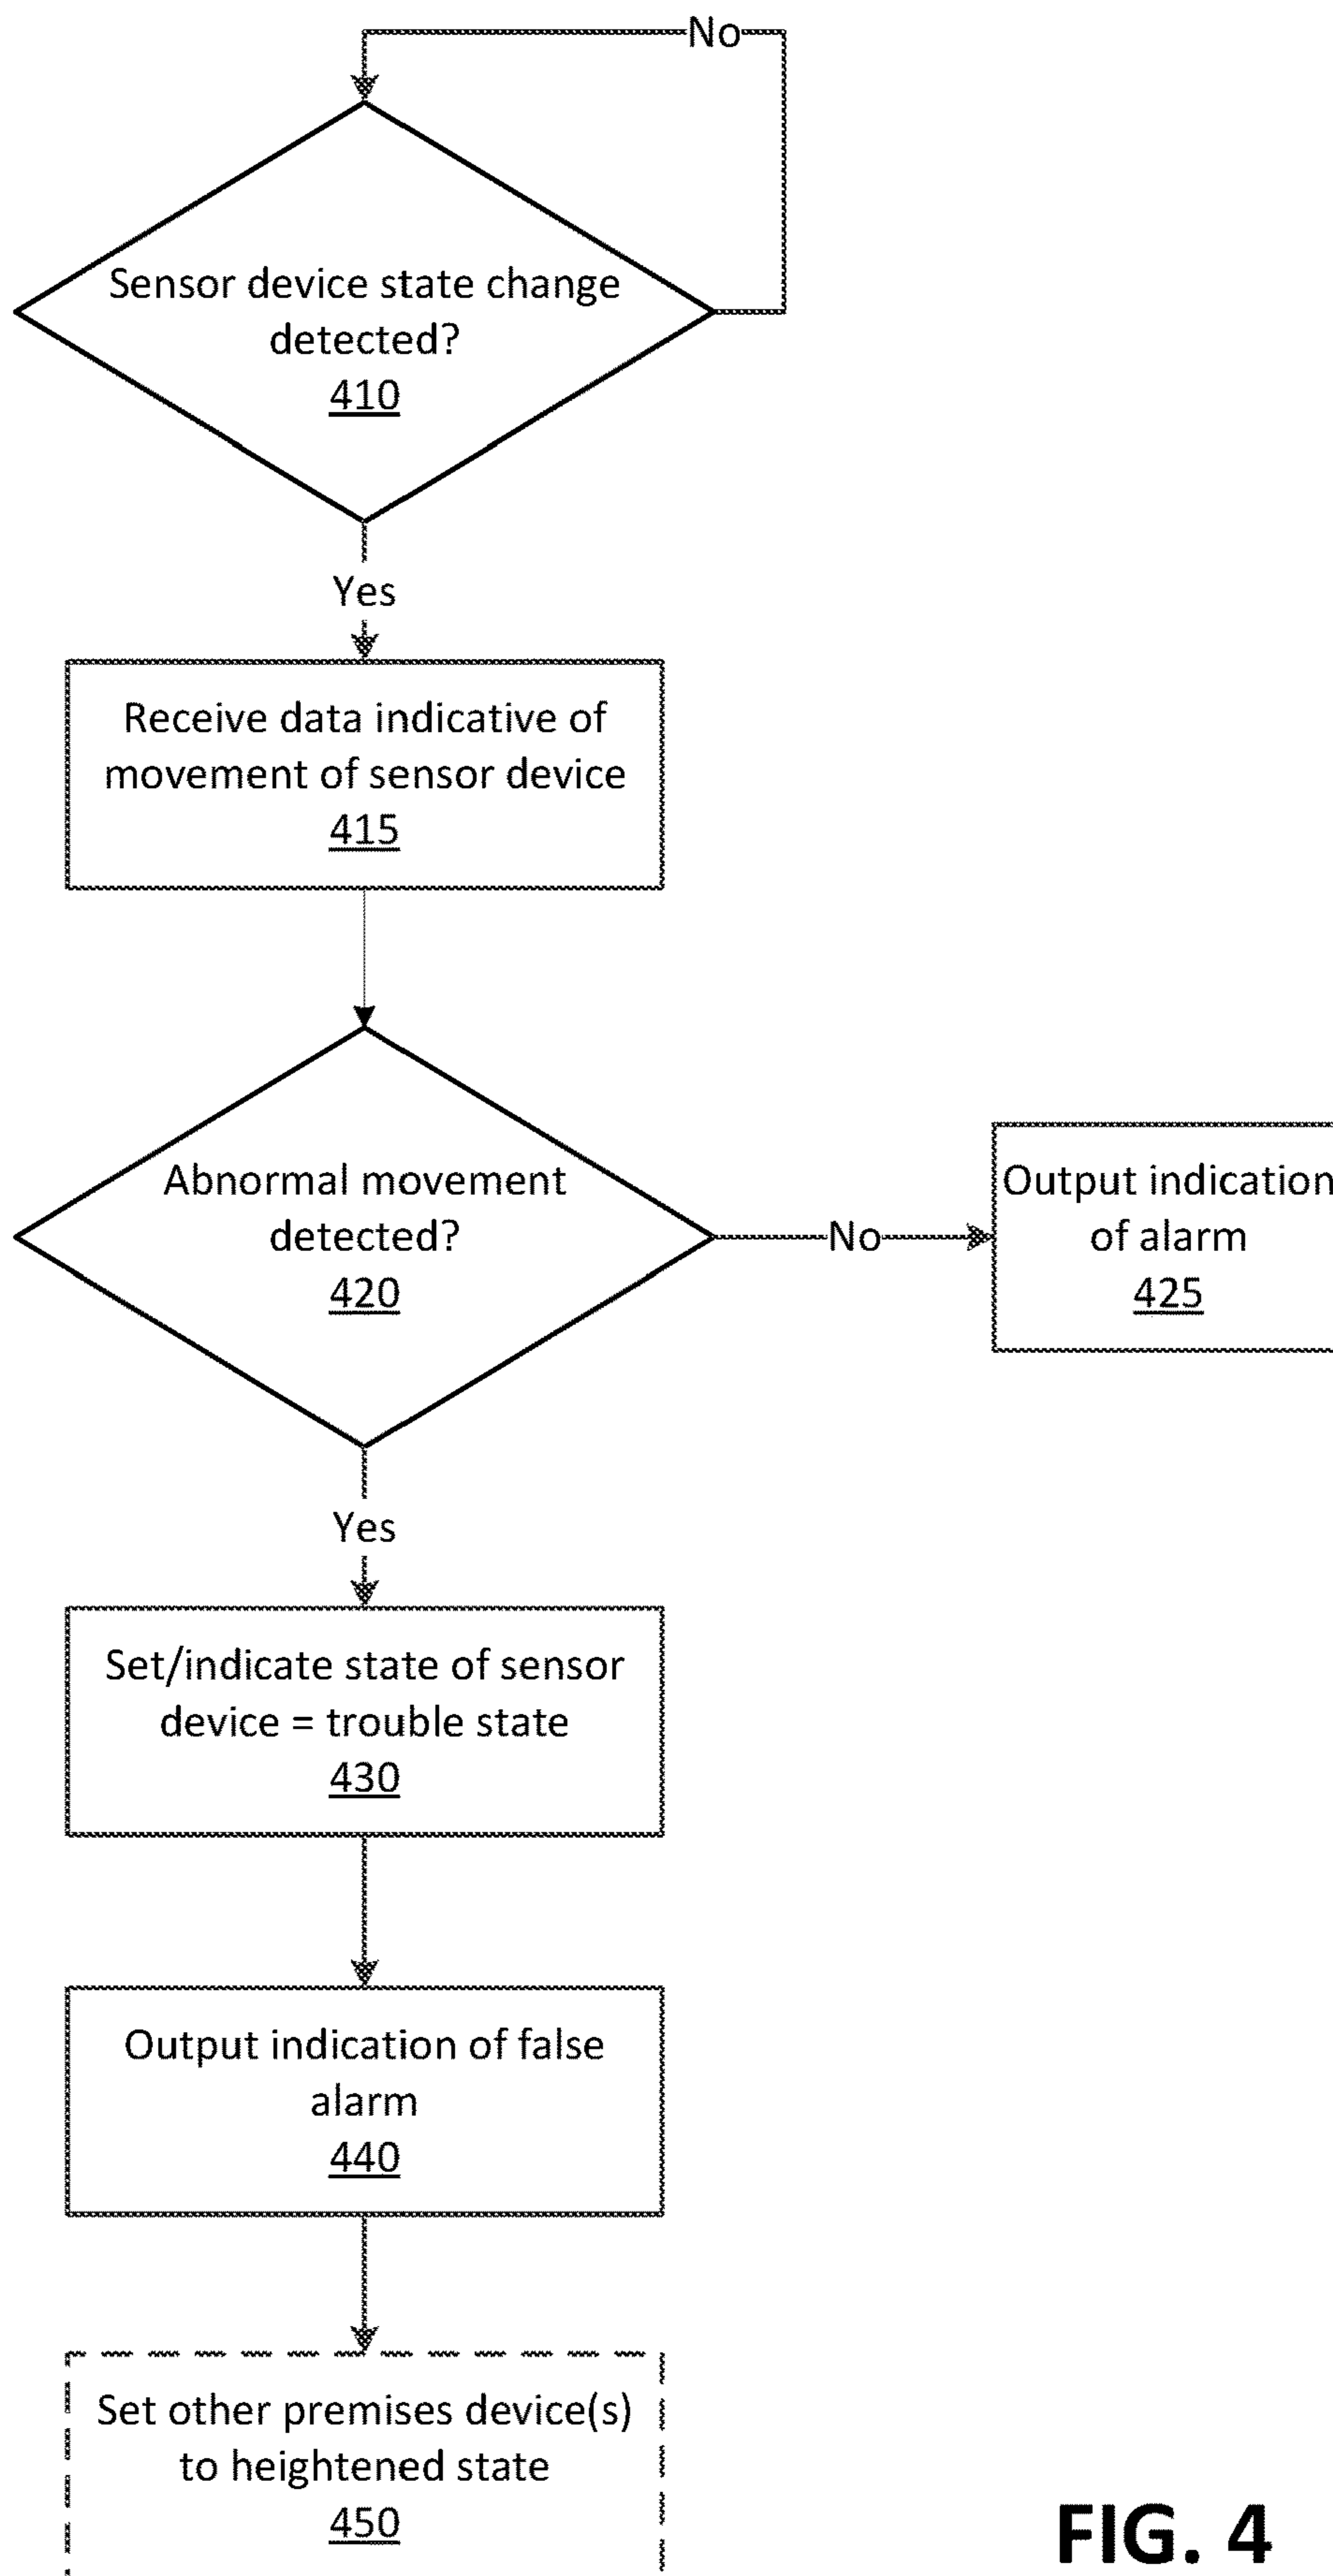 No
Sensor device state change
detected?
410
Yes
Receive data indicative of
movement of sensor device
415
Abnormal movement
detected?
420
No
Output indication
of alarm
425
Yes
Set/indicate state of sensor
device = trouble state
430
Output indication of false
alarm
440
Set other premises device(s)
to heightened state
450
FIG. 4